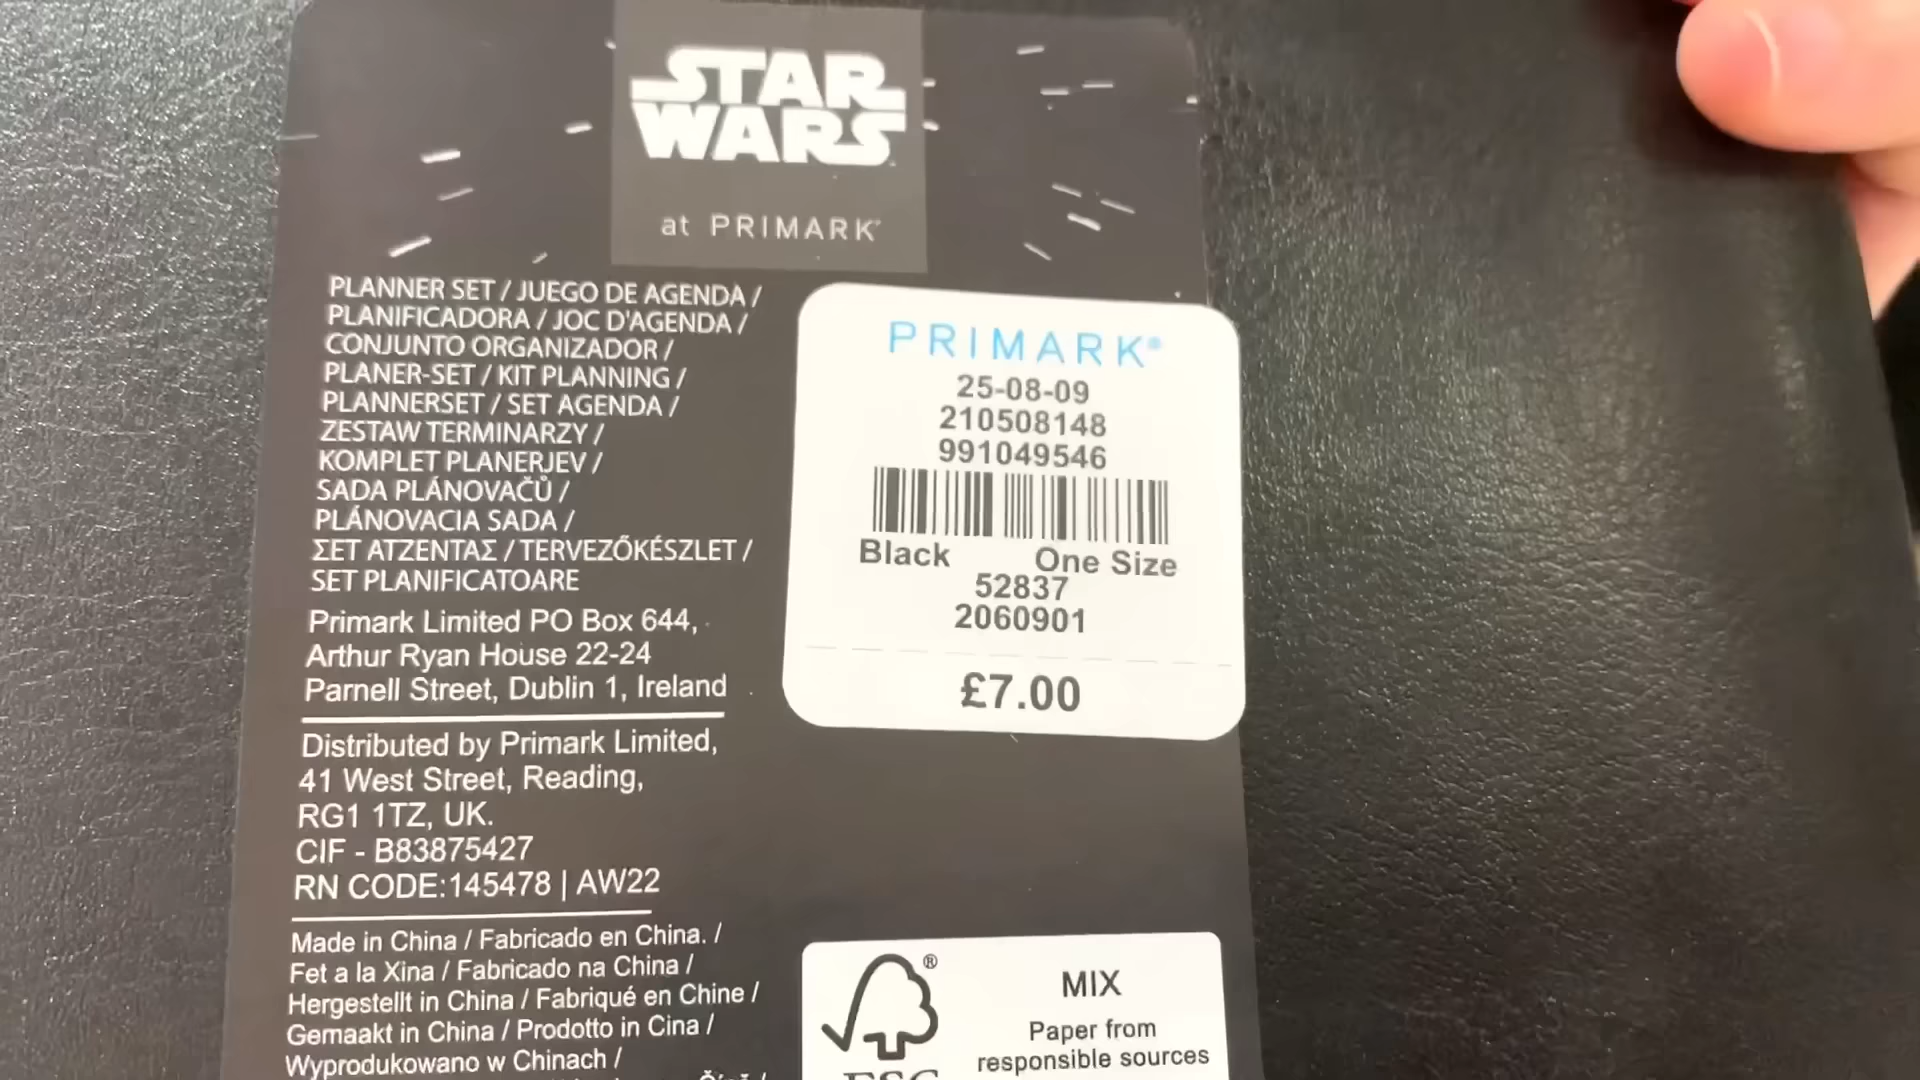 STAR
WARS
at PRIMARK
PLANNER SET / JUEGO DE AGENDA /
PLANIFICADORA / JOC D'AGENDA /
CONJUNTO ORGANIZADOR /
PLANER-SET / KIT PLANNING /
PLANNERSET / SET AGENDA /
ZESTAW TERMINARZY /
KOMPLET PLANERJEV /
SADA PLÁNOVAČŮ /
PLÁNOVACIA SADA /
ΣΕΤ ΑΤΖΕΝΤΑΣ / TERVEZŐKÉSZLET /
SET PLANIFICATOARE
Primark Limited PO Box 644,
Arthur Ryan House 22-24
Parnell Street, Dublin 1, Ireland
Distributed by Primark Limited,
41 West Street, Reading,
RG1 1TZ, UK.
CIF - B83875427
RN CODE:145478 | AW22
Made in China / Fabricado en China. /
Fet a la Xina / Fabricado na China /
Hergestellt in China / Fabriqué en Chine /
Gemaakt in China / Prodotto in Cina /
Wyprodukowano w Chinach /
PRIMARK®
25-08-09
210508148
991049546
Black One Size
52837
2060901
£7.00
®
MIX
Paper from
responsible sources
FSC